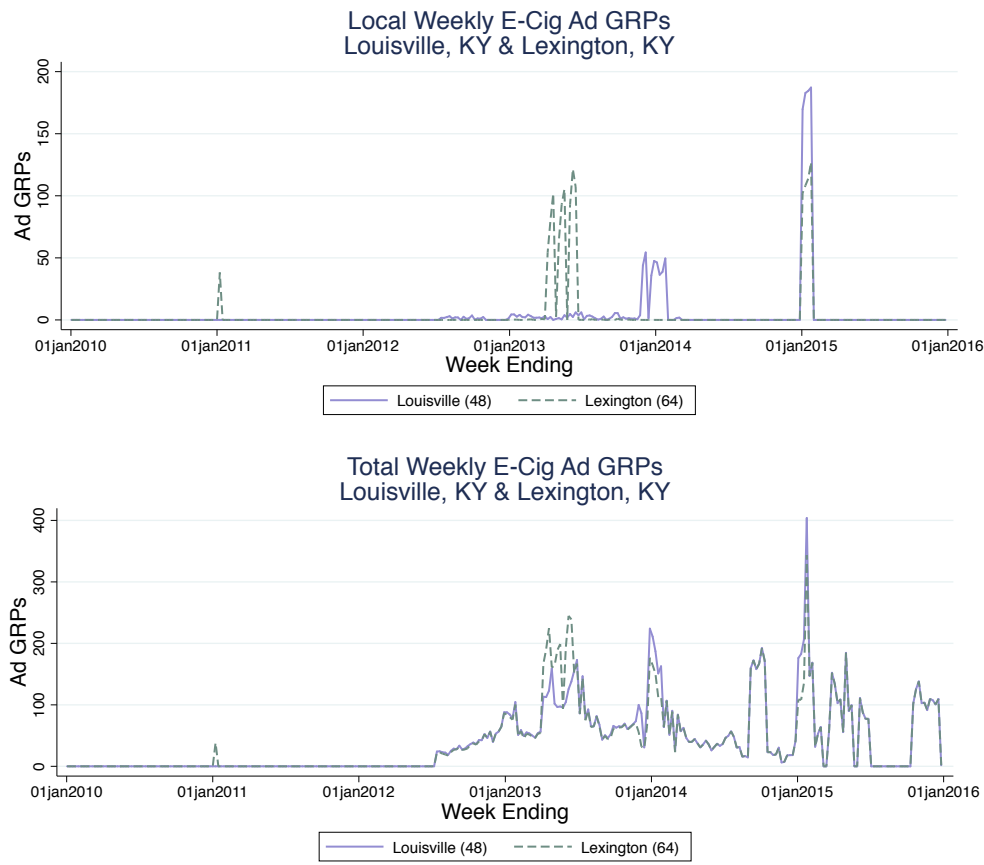 Local Weekly E-Cig Ad GRPs
Louisville, KY & Lexington, KY
Ad GRPs
200
150
100
50
0
01jan2010 01jan2011 01jan2012 01jan2013 01jan2014 01jan2015 01jan2016
Week Ending
Louisville (48) Lexington (64)
Total Weekly E-Cig Ad GRPs
Louisville, KY & Lexington, KY
Ad GRPs
400
300
200
100
0
01jan2010 01jan2011 01jan2012 01jan2013 01jan2014 01jan2015 01jan2016
Week Ending
Louisville (48) Lexington (64)